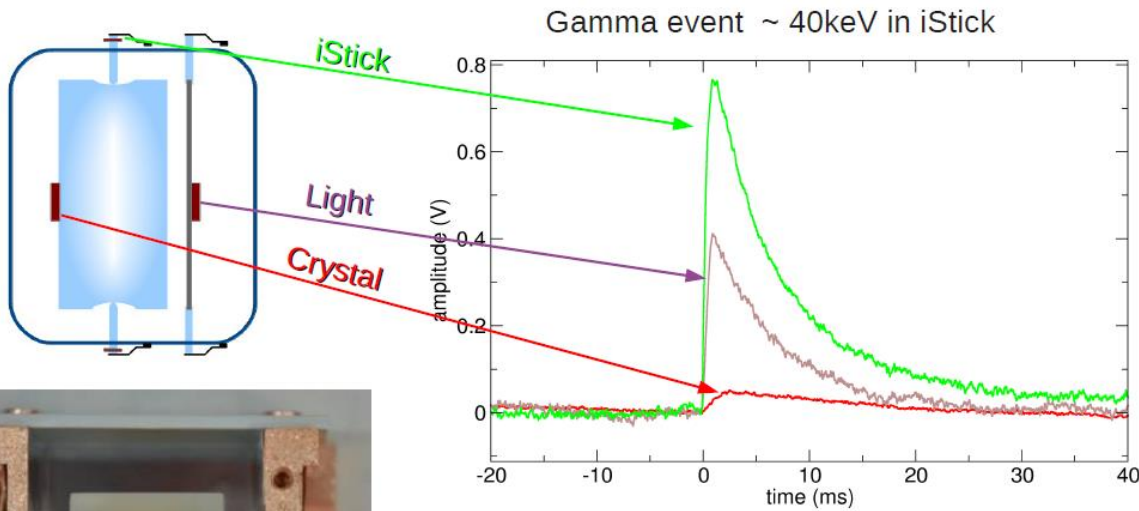 Gamma event ~ 40keV in iStick
iStick
Light
Crystal
amplitude (V)
0.8
0.6
0.4
0.2
0
-20
-10
0
10
20
30
40
time (ms)